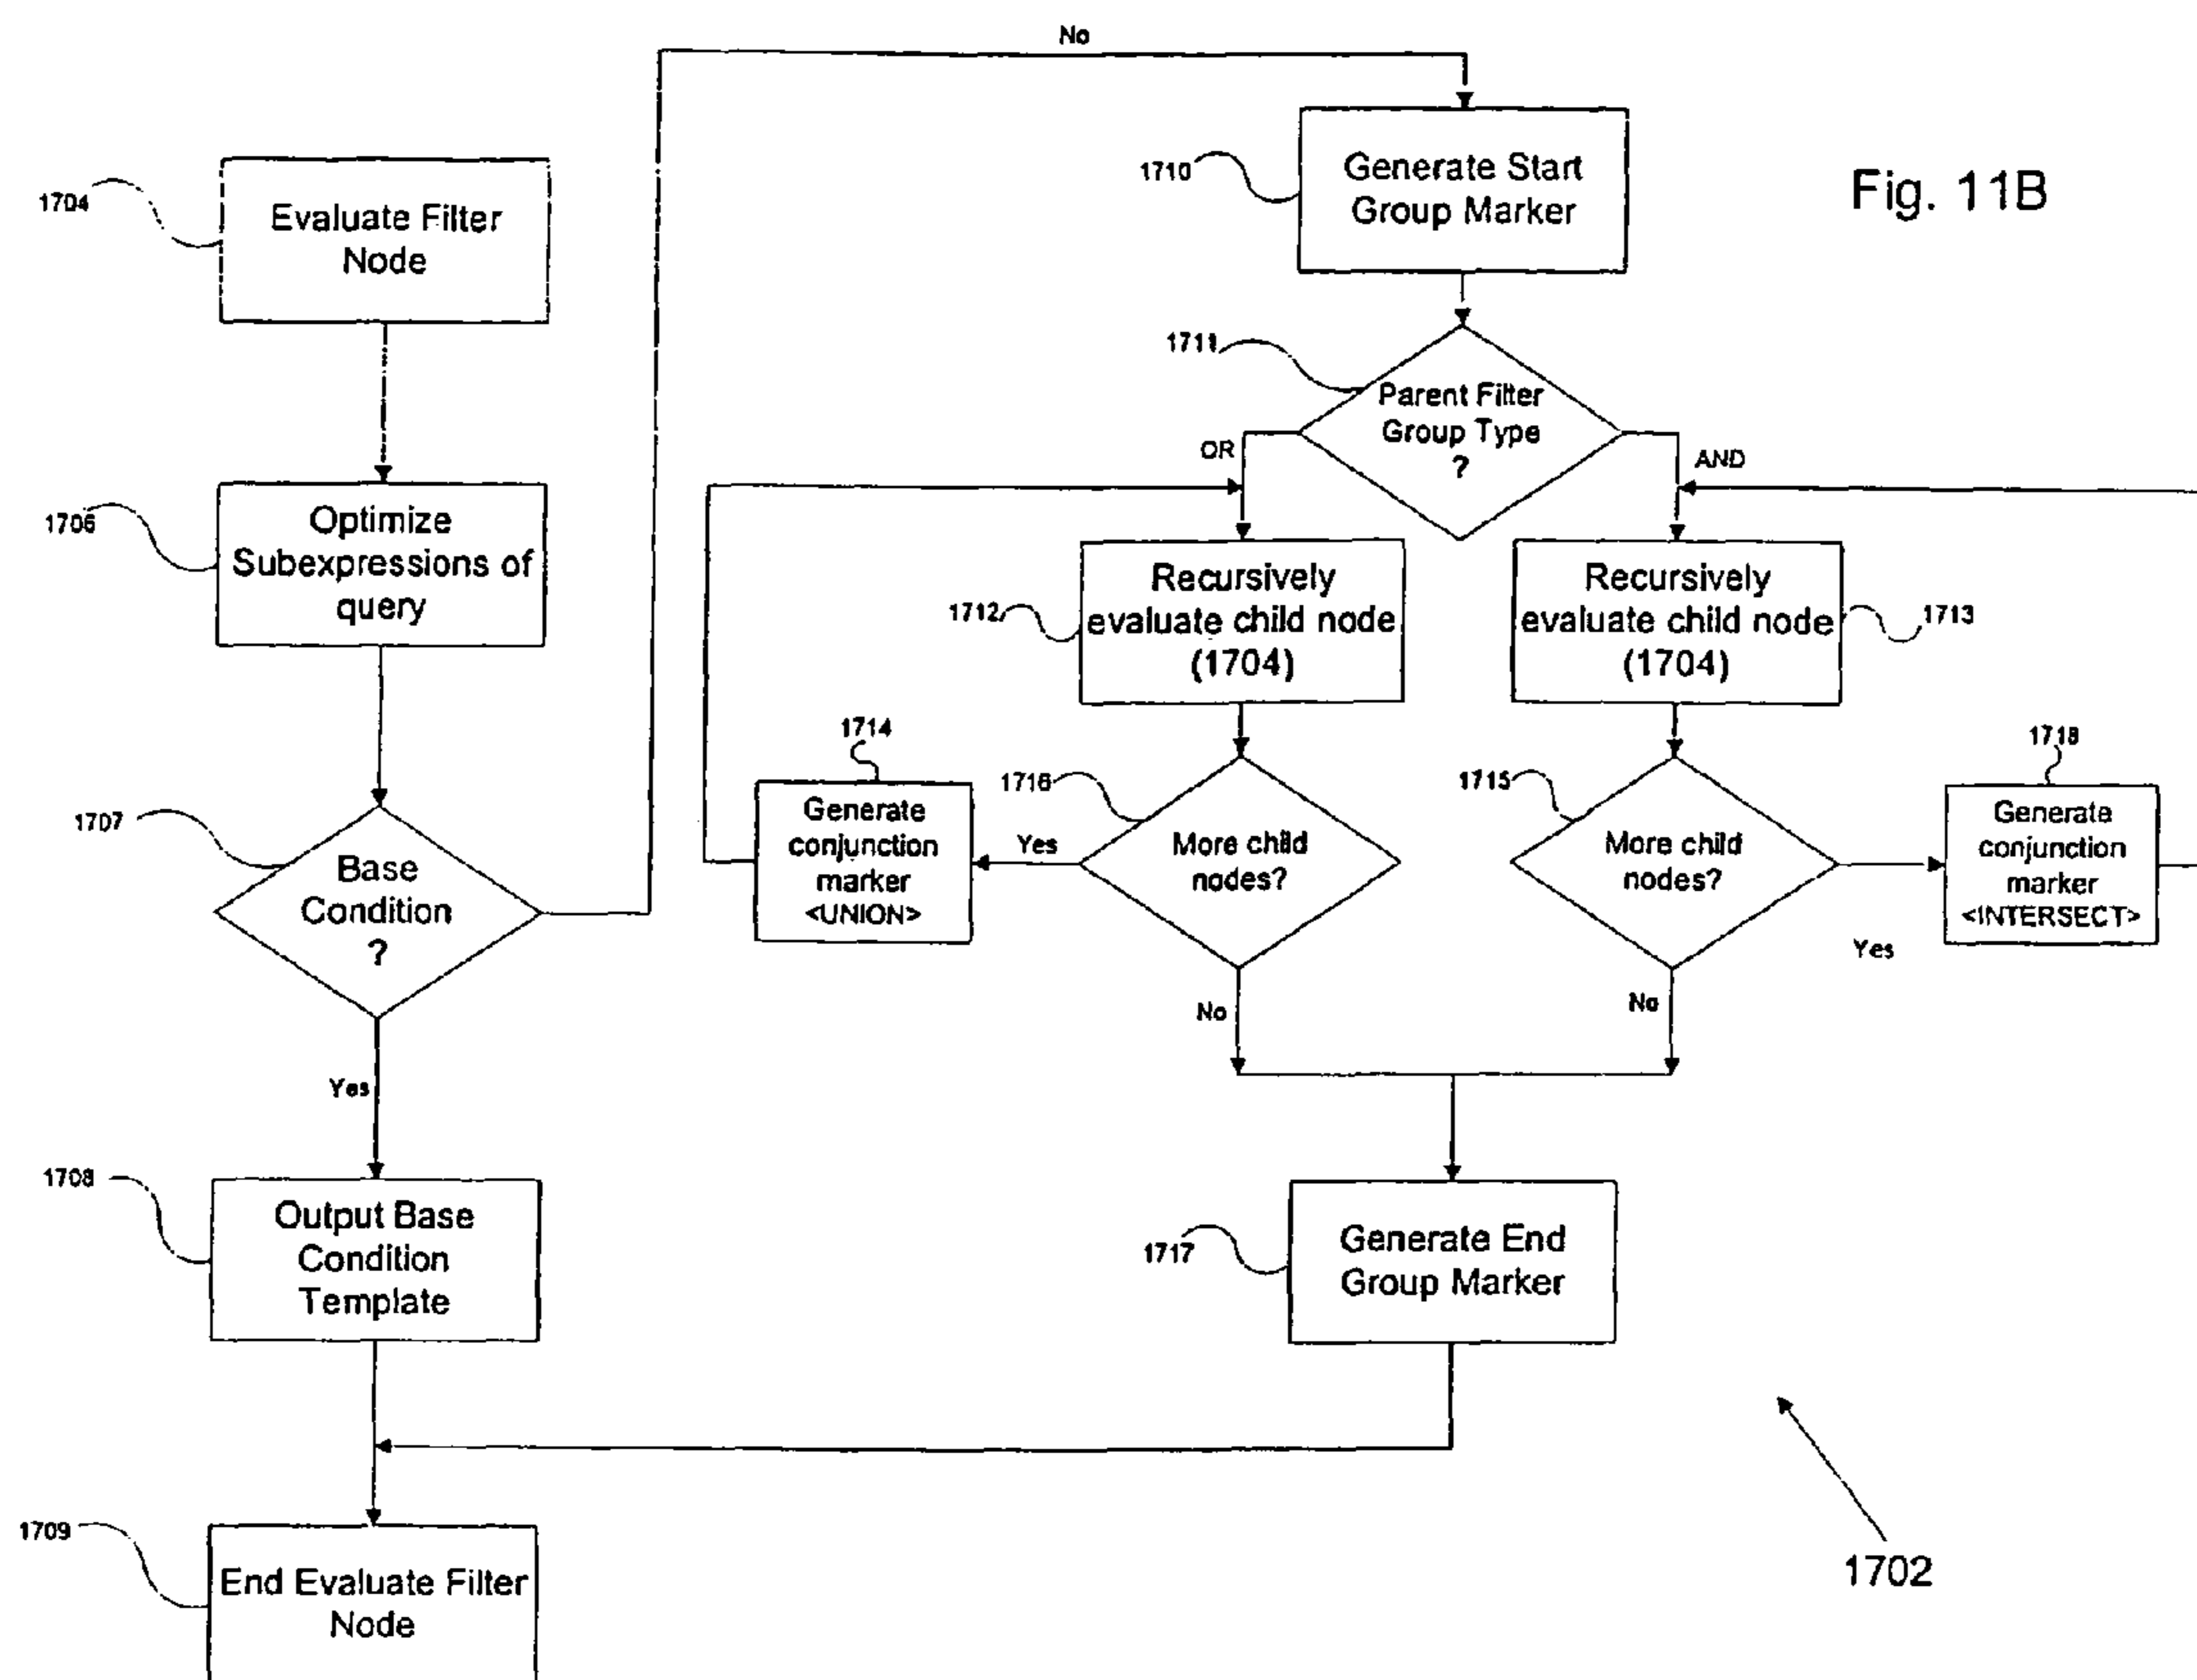 No
Fig. 11B
1704
Evaluate Filter
Node
1706
Optimize
Subexpressions of
query
1707
Base
Condition
?
Yes
1708
Output Base
Condition
Template
1709
End Evaluate Filter
Node
1710
Generate Start
Group Marker
1711
Parent Filter
Group Type
?
OR
AND
1712
Recursively
evaluate child node
(1704)
1713
Recursively
evaluate child node
(1704)
1714
Generate
conjunction
marker
<UNION>
1716
More child
nodes?
Yes
No
1715
More child
nodes?
Yes
No
1718
Generate
conjunction
marker
<INTERSECT>
1717
Generate End
Group Marker
1702